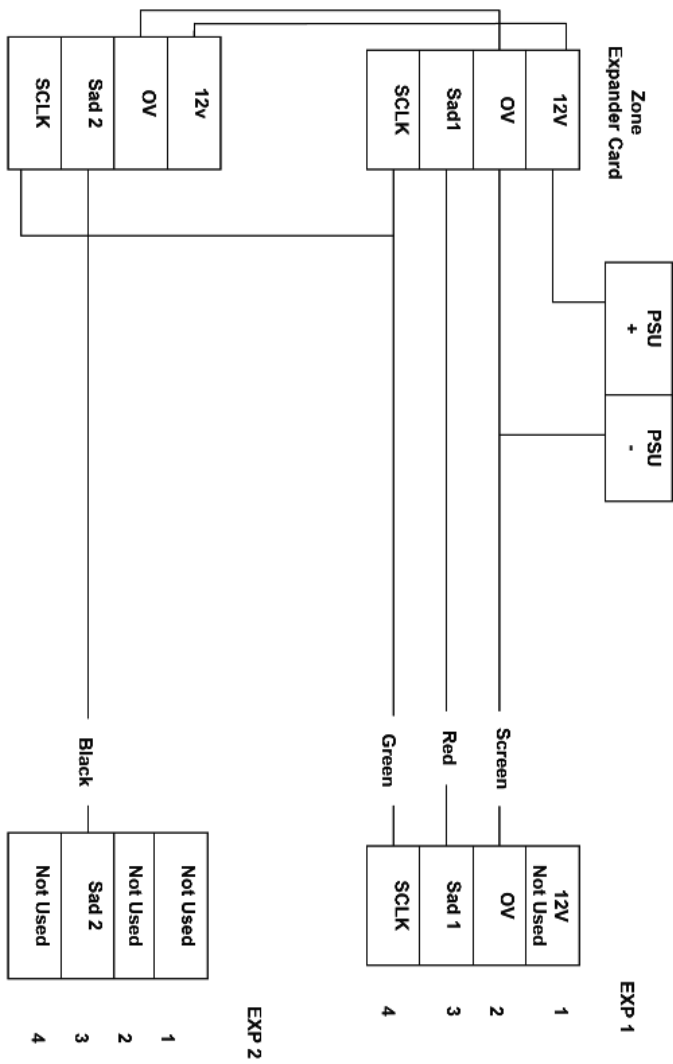 PSU
+
PSU
-
Zone
Expander Card
EXP 1
12V
12V
Not Used
1
OV
Screen
OV
2
Sad1
Red
Sad 1
3
SCLK
Green
SCLK
4
EXP 2
12v
Not Used
1
OV
Not Used
2
Sad 2
Black
Sad 2
3
SCLK
Not Used
4